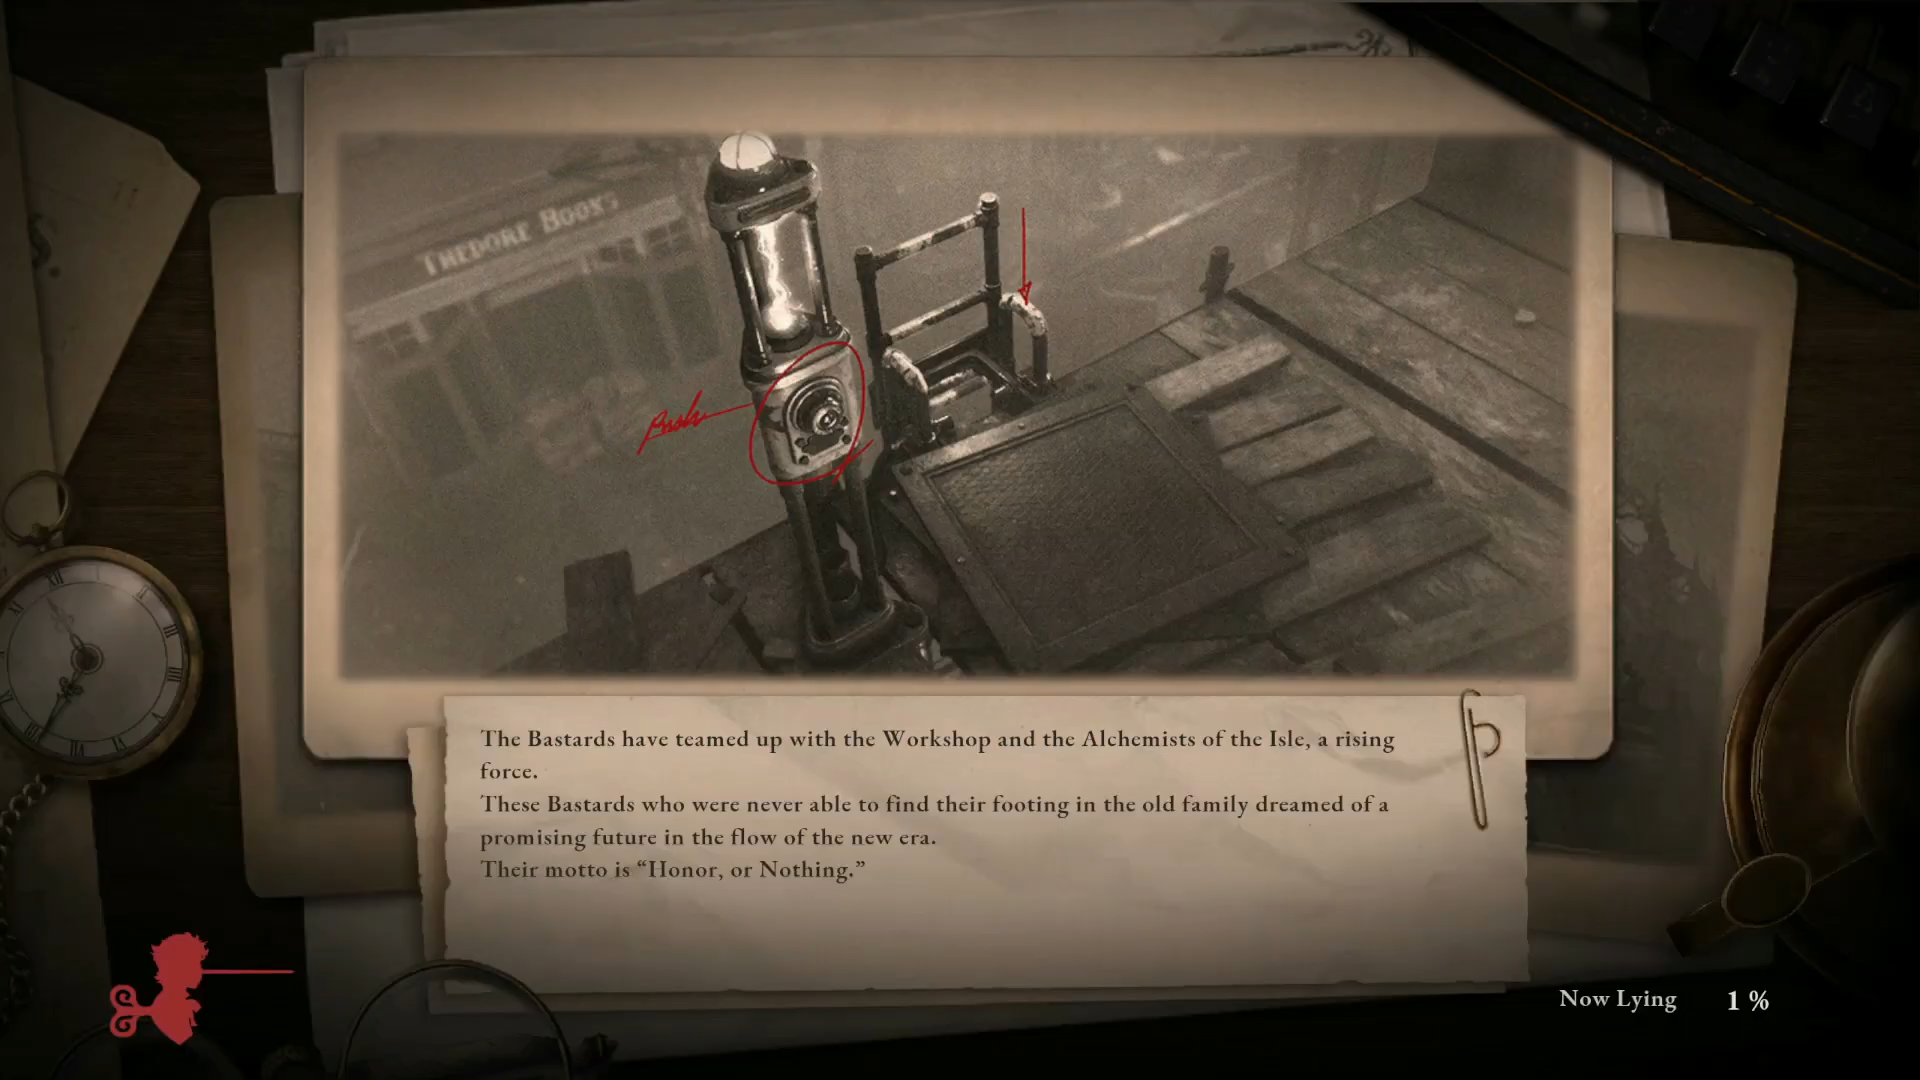 THEDORE BOOKS
Push
The Bastards have teamed up with the Workshop and the Alchemists of the Isle, a rising
force.
These Bastards who were never able to find their footing in the old family dreamed of a
promising future in the flow of the new era.
Their motto is “Honor, or Nothing.”
Now Lying 1 %